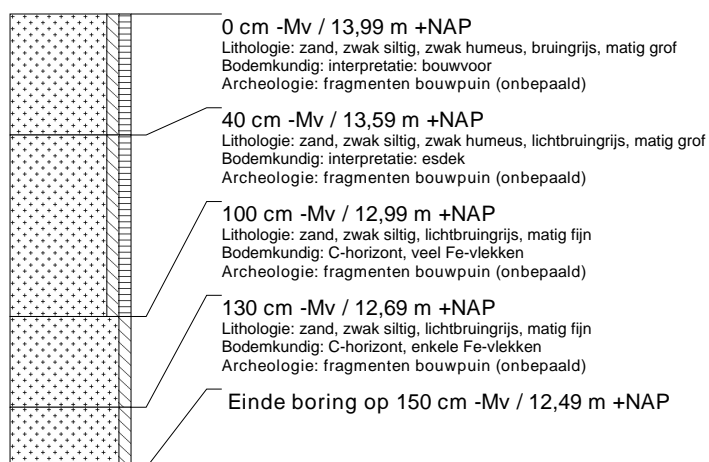 0 cm -Mv / 13,99 m +NAP
Lithologie: zand, zwak siltig, zwak humeus, bruingrijs, matig grof
Bodemkundig: interpretatie: bouwvoor
Archeologie: fragmenten bouwpuin (onbepaald)
40 cm -Mv / 13,59 m +NAP
Lithologie: zand, zwak siltig, zwak humeus, lichtbruingrijs, matig grof
Bodemkundig: interpretatie: esdek
Archeologie: fragmenten bouwpuin (onbepaald)
100 cm -Mv / 12,99 m +NAP
Lithologie: zand, zwak siltig, lichtbruingrijs, matig fijn
Bodemkundig: C-horizont, veel Fe-vlekken
Archeologie: fragmenten bouwpuin (onbepaald)
130 cm -Mv / 12,69 m +NAP
Lithologie: zand, zwak siltig, lichtbruingrijs, matig fijn
Bodemkundig: C-horizont, enkele Fe-vlekken
Archeologie: fragmenten bouwpuin (onbepaald)
Einde boring op 150 cm -Mv / 12,49 m +NAP